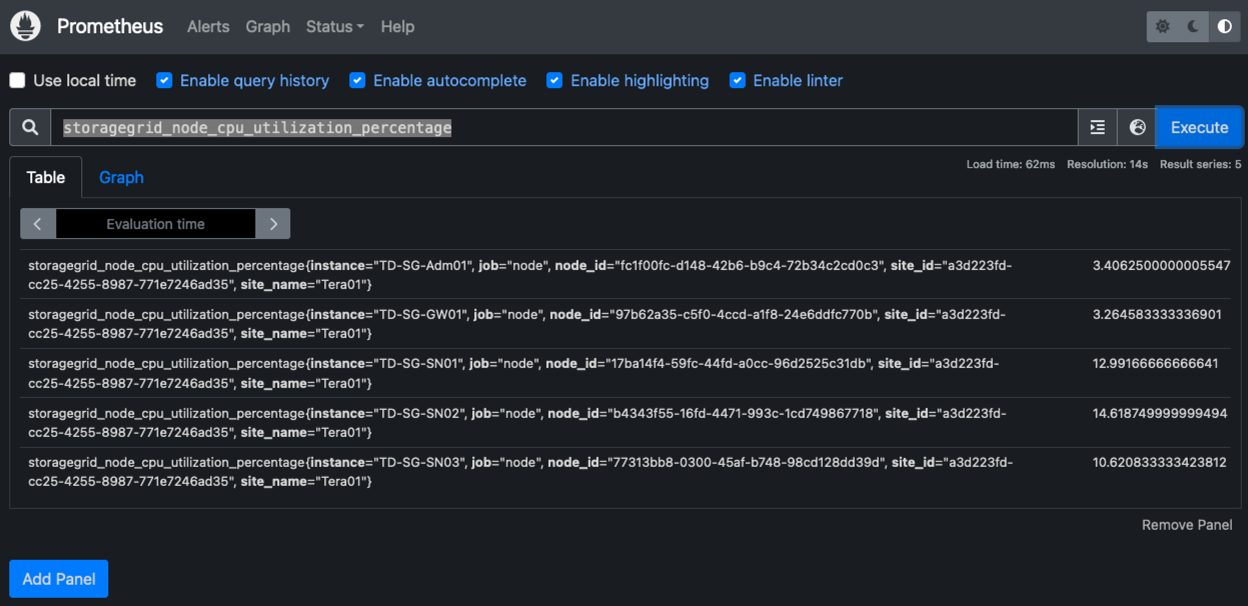 Prometheus Alerts Graph Status Help
Use local time Enable query history Enable autocomplete Enable highlighting Enable linter
storagegrid_node_cpu_utilization_percentage Execute
Load time: 62ms Resolution: 14s Result series: 5
Table Graph
Evaluation time
storagegrid_node_cpu_utilization_percentage{instance="TD-SG-Adm01", job="node", node_id="fc1f00fc-d148-42b6-b9c4-72b34c2cd0c3", site_id="a3d223fd- 3.4062500000005547
cc25-4255-8987-771e7246ad35", site_name="Tera01"}
storagegrid_node_cpu_utilization_percentage{instance="TD-SG-GW01", job="node", node_id="97b62a35-c5f0-4ccd-a1f8-24e6ddfc770b", site_id="a3d223fd- 3.264583333336901
cc25-4255-8987-771e7246ad35", site_name="Tera01"}
storagegrid_node_cpu_utilization_percentage{instance="TD-SG-SN01", job="node", node_id="17ba14f4-59fc-44fd-a0cc-96d2525c31db", site_id="a3d223fd- 12.99166666666641
cc25-4255-8987-771e7246ad35", site_name="Tera01"}
storagegrid_node_cpu_utilization_percentage{instance="TD-SG-SN02", job="node", node_id="b4343f55-16fd-4471-993c-1cd749867718", site_id="a3d223fd- 14.618749999999494
cc25-4255-8987-771e7246ad35", site_name="Tera01"}
storagegrid_node_cpu_utilization_percentage{instance="TD-SG-SN03", job="node", node_id="77313bb8-0300-45af-b748-98cd128dd39d", site_id="a3d223fd- 10.620833333423812
cc25-4255-8987-771e7246ad35", site_name="Tera01"}
Remove Panel
Add Panel